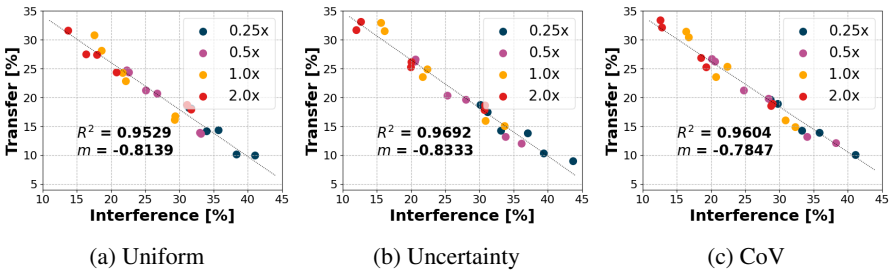 35
30
25
20
15
10
5
10 15 20 25 30 35 40 45
Transfer [%]
Interference [%]
0.25x
0.5x
1.0x
2.0x
R² = 0.9529
m = -0.8139
(a) Uniform
35
30
25
20
15
10
5
10 15 20 25 30 35 40 45
Transfer [%]
Interference [%]
0.25x
0.5x
1.0x
2.0x
R² = 0.9692
m = -0.8333
(b) Uncertainty
35
30
25
20
15
10
5
10 15 20 25 30 35 40 45
Transfer [%]
Interference [%]
0.25x
0.5x
1.0x
2.0x
R² = 0.9604
m = -0.7847
(c) CoV